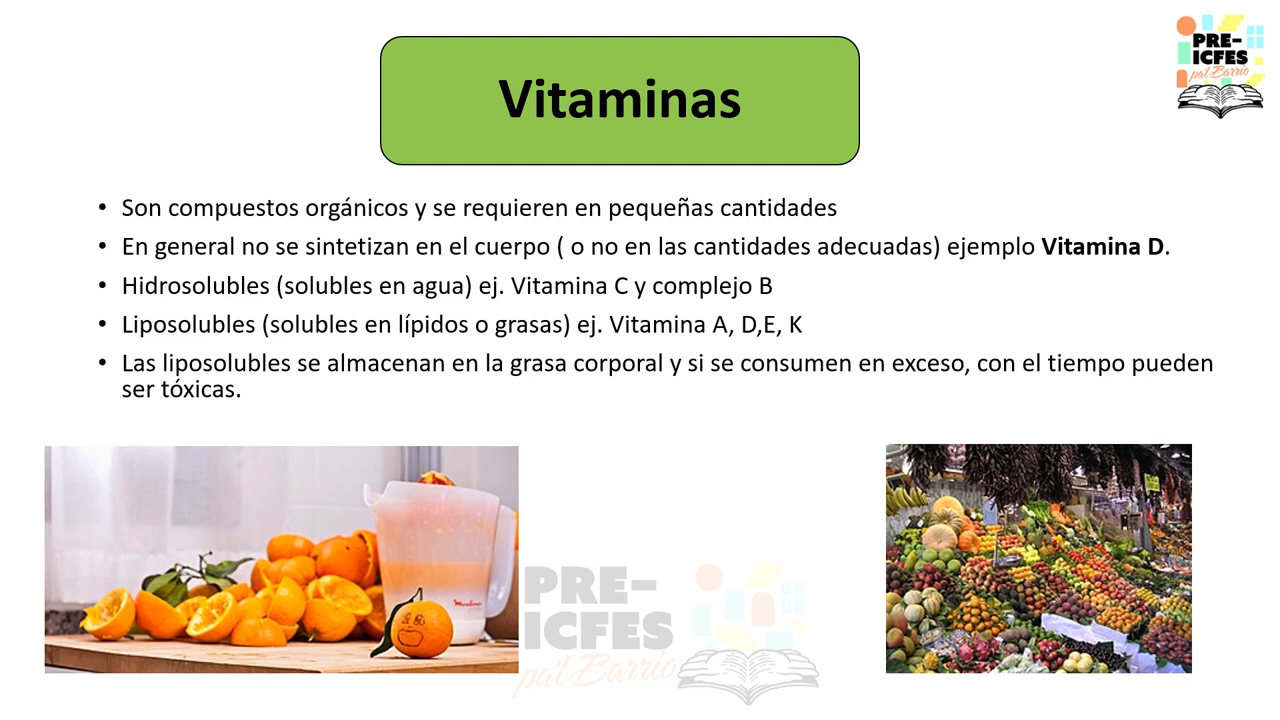 PRE-
ICFES
pa'l Barrio
Vitaminas
• Son compuestos orgánicos y se requieren en pequeñas cantidades
• En general no se sintetizan en el cuerpo ( o no en las cantidades adecuadas) ejemplo Vitamina D.
• Hidrosolubles (solubles en agua) ej. Vitamina C y complejo B
• Liposolubles (solubles en lípidos o grasas) ej. Vitamina A, D,E, K
• Las liposolubles se almacenan en la grasa corporal y si se consumen en exceso, con el tiempo pueden
ser tóxicas.
PRE-
ICFES
pa'l Barrio